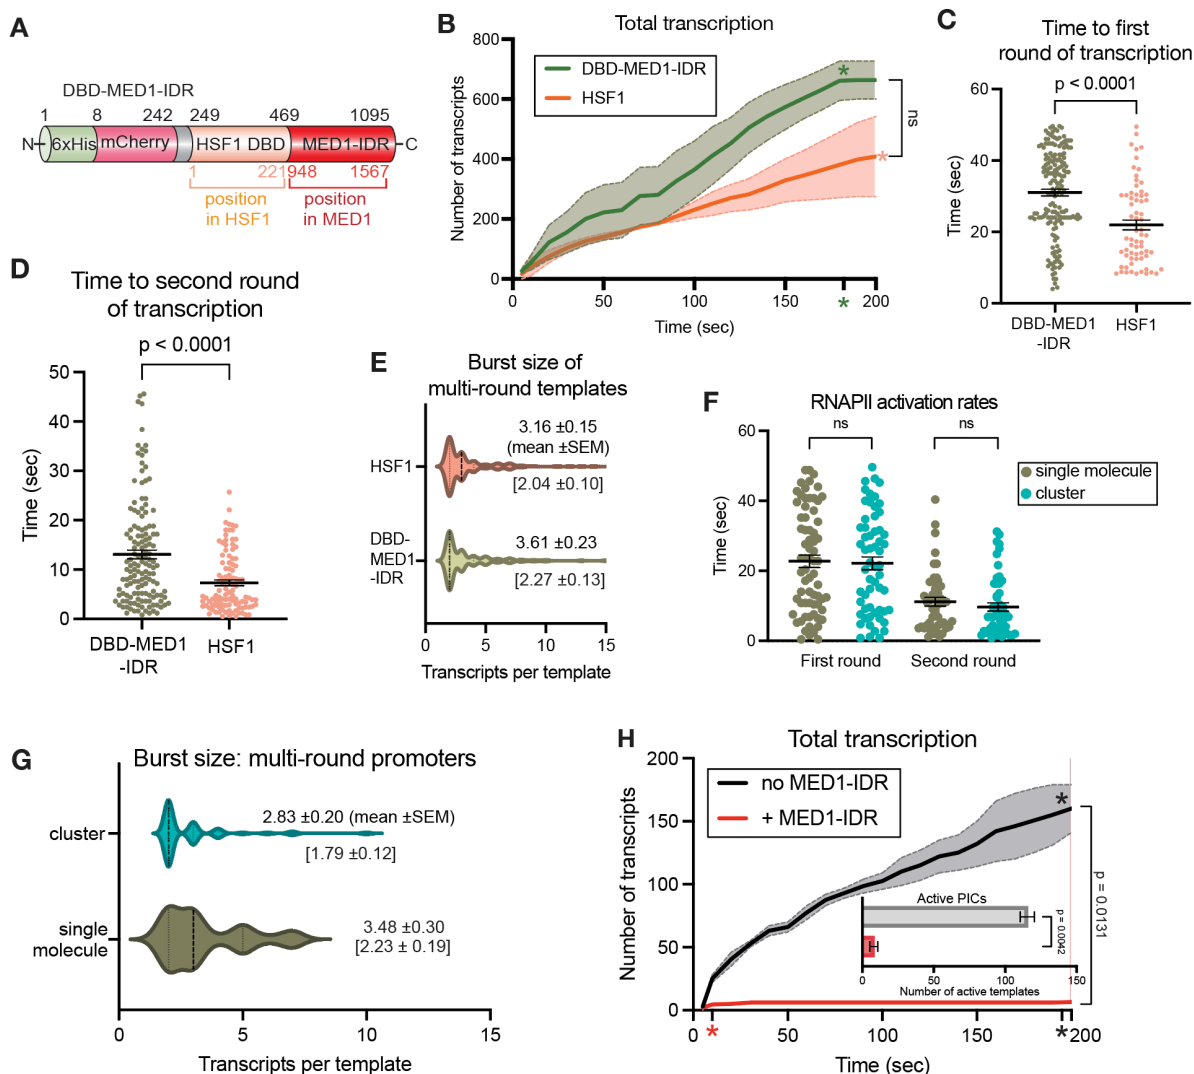 A
DBD-MED1-IDR
1 8 242 249 469 1095
N 6xHis mCherry HSF1 DBD MED1-IDR C
1 221 948 1567
position
in HSF1
position
in MED1
B
Total transcription
Number of transcripts
800
600
400
200
0
DBD-MED1-IDR
HSF1
*
*
ns
0 50 100 150 * 200
Time (sec)
C
Time to first
round of transcription
p < 0.0001
Time (sec)
60
40
20
0
DBD-MED1
-IDR
HSF1
D
Time to second round
of transcription
p < 0.0001
Time (sec)
50
40
30
20
10
0
DBD-MED1
-IDR
HSF1
E
Burst size of
multi-round templates
HSF1
3.16 ±0.15
(mean ±SEM)
[2.04 ±0.10]
DBD-
MED1
-IDR
3.61 ±0.23
[2.27 ±0.13]
0 5 10 15
Transcripts per template
F
RNAPII activation rates
ns ns
Time (sec)
60
40
20
0
First round Second round
single molecule
cluster
G
Burst size: multi-round promoters
cluster
2.83 ±0.20 (mean ±SEM)
[1.79 ±0.12]
single
molecule
3.48 ±0.30
[2.23 ± 0.19]
0 5 10 15
Transcripts per template
H
Total transcription
Number of transcripts
200
150
100
50
0
no MED1-IDR
+ MED1-IDR
*
p = 0.0131
Active PICs
p = 0.0042
0 50 100 150
Number of active templates
0 * 50 100 150 * 200
Time (sec)